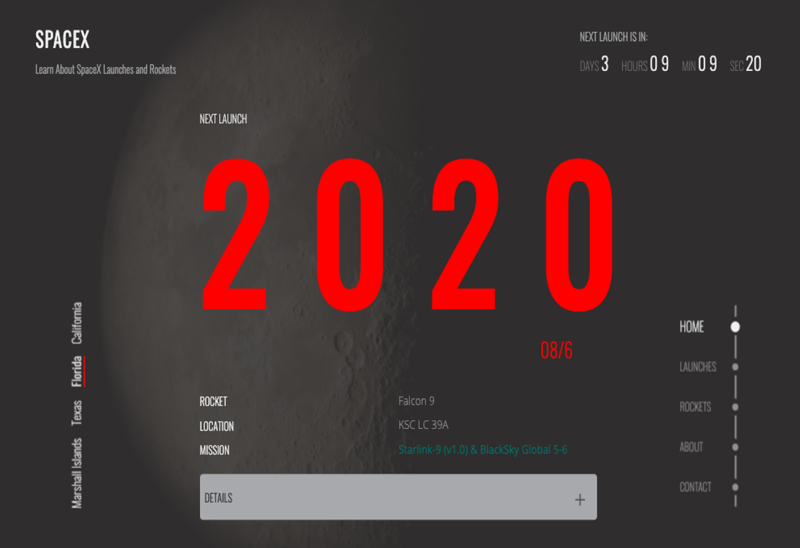 SPACEX
Learn About SpaceX Launches and Rockets
NEXT LAUNCH IS IN:
DAYS 3 HOURS 0 9 MIN 0 9 SEC 20
NEXT LAUNCH
2020
08/6
ROCKET Falcon 9
LOCATION KSC LC 39A
MISSION Starlink-9 (v1.0) & BlackSky Global 5-6
DETAILS +
Marshall Islands Texas Florida California
HOME
LAUNCHES
ROCKETS
ABOUT
CONTACT